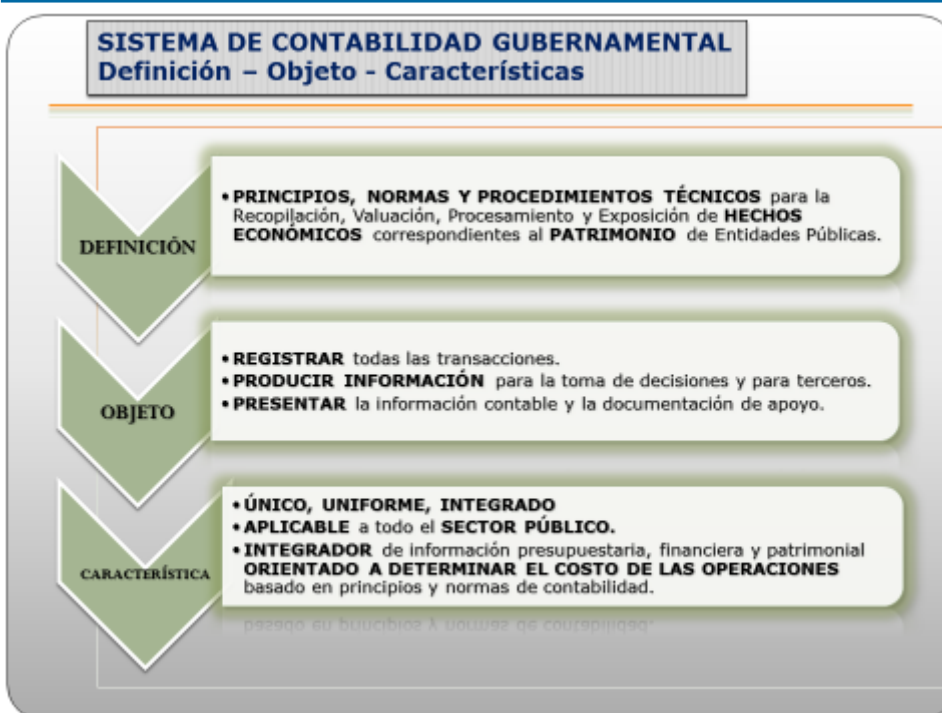 SISTEMA DE CONTABILIDAD GUBERNAMENTAL
Definición – Objeto - Características
DEFINICIÓN
•PRINCIPIOS, NORMAS Y PROCEDIMIENTOS TÉCNICOS para la
Recopilación, Valuación, Procesamiento y Exposición de HECHOS
ECONÓMICOS correspondientes al PATRIMONIO de Entidades Públicas.
OBJETO
•REGISTRAR todas las transacciones.
•PRODUCIR INFORMACIÓN para la toma de decisiones y para terceros.
•PRESENTAR la información contable y la documentación de apoyo.
CARACTERÍSTICA
•ÚNICO, UNIFORME, INTEGRADO
•APLICABLE a todo el SECTOR PÚBLICO.
•INTEGRADOR de información presupuestaria, financiera y patrimonial
ORIENTADO A DETERMINAR EL COSTO DE LAS OPERACIONES
basado en principios y normas de contabilidad.